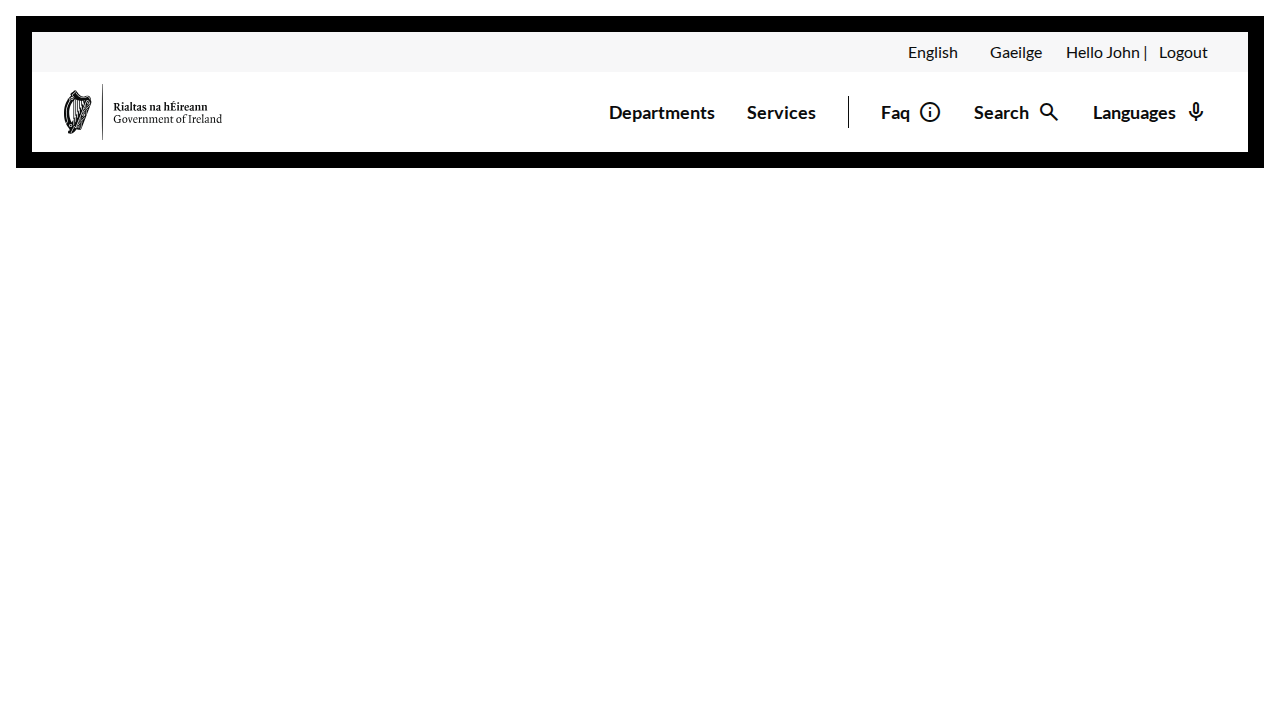 English Gaeilge Hello John | Logout
Rialtas na hÉireann
Government of Ireland
Departments Services Faq Search Languages